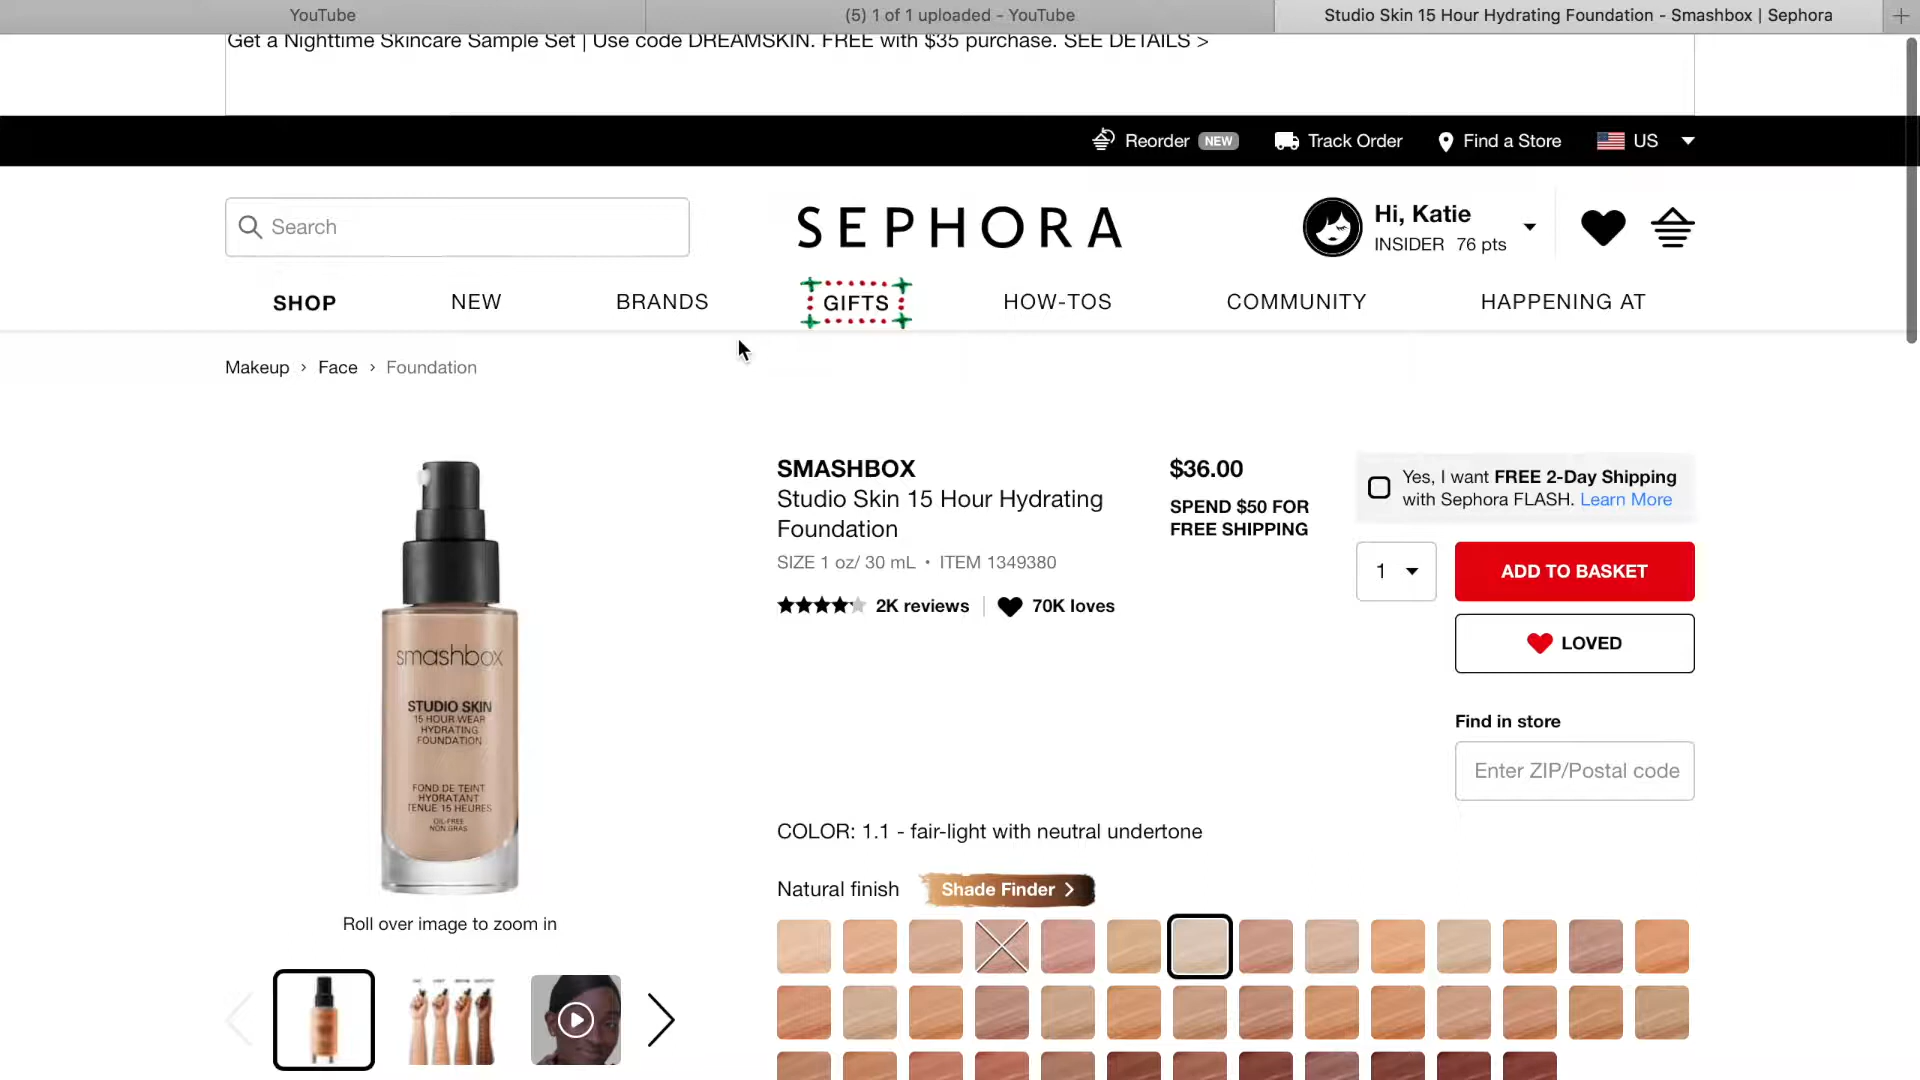 YouTube
(5) 1 of 1 uploaded - YouTube
Studio Skin 15 Hour Hydrating Foundation - Smashbox | Sephora
Get a Nighttime Skincare Sample Set | Use code DREAMSKIN. FREE with $35 purchase. SEE DETAILS >
Reorder NEW
Track Order
Find a Store
US
Search
SEPHORA
Hi, Katie
INSIDER 76 pts
SHOP
NEW
BRANDS
GIFTS
HOW-TOS
COMMUNITY
HAPPENING AT
Makeup › Face › Foundation
SMASHBOX
Studio Skin 15 Hour Hydrating
Foundation
SIZE 1 oz/ 30 mL • ITEM 1349380
2K reviews
70K loves
$36.00
SPEND $50 FOR
FREE SHIPPING
Yes, I want FREE 2-Day Shipping
with Sephora FLASH. Learn More
1
ADD TO BASKET
LOVED
Find in store
Enter ZIP/Postal code
smashbox
STUDIO SKIN
15 HOUR WEAR
HYDRATING
FOUNDATION
FOND DE TEINT
HYDRATANT
TENUE 15 HEURES
OIL-FREE
NON GRAS
Roll over image to zoom in
COLOR: 1.1 - fair-light with neutral undertone
Natural finish
Shade Finder